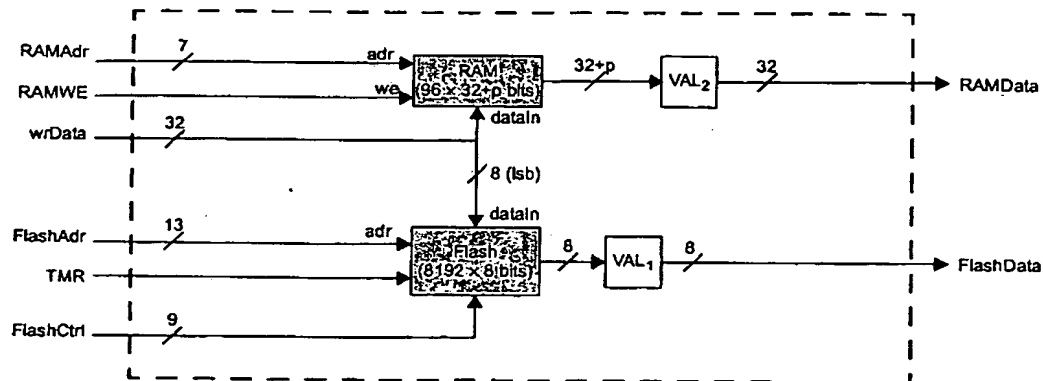 RAMAdr
7
adr
RAM
(96 × 32+p bits)
32+p
VAL2
32
RAMData
RAMWE
we
dataIn
wrData
32
8 (lsb)
dataIn
FlashAdr
13
adr
Flash
(8192 × 8 bits)
8
VAL1
8
FlashData
TMR
FlashCtrl
9